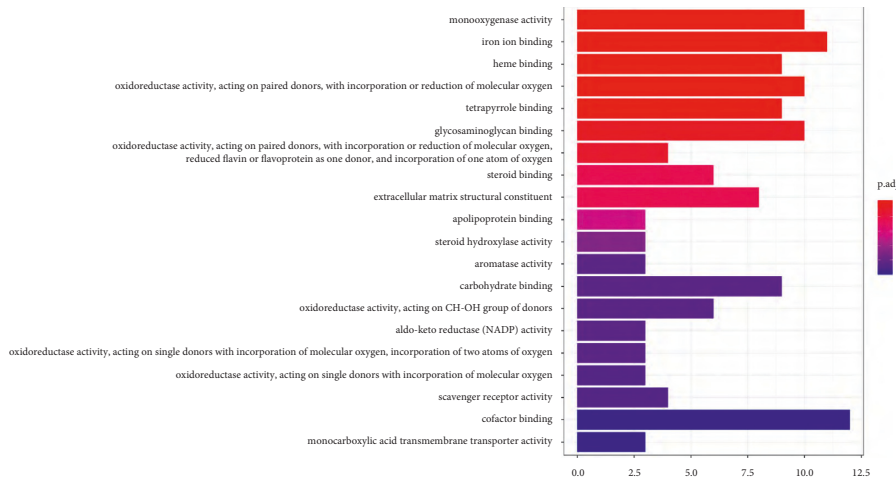 monooxygenase activity
iron ion binding
heme binding
oxidoreductase activity, acting on paired donors, with incorporation or reduction of molecular oxygen
tetrapyrrole binding
glycosaminoglycan binding
oxidoreductase activity, acting on paired donors, with incorporation or reduction of molecular oxygen,
reduced flavin or flavoprotein as one donor, and incorporation of one atom of oxygen
steroid binding
extracellular matrix structural constituent
apolipoprotein binding
steroid hydroxylase activity
aromatase activity
carbohydrate binding
oxidoreductase activity, acting on CH-OH group of donors
aldo-keto reductase (NADP) activity
oxidoreductase activity, acting on single donors with incorporation of molecular oxygen, incorporation of two atoms of oxygen
oxidoreductase activity, acting on single donors with incorporation of molecular oxygen
scavenger receptor activity
cofactor binding
monocarboxylic acid transmembrane transporter activity
0.0 2.5 5.0 7.5 10.0 12.5
p.ad